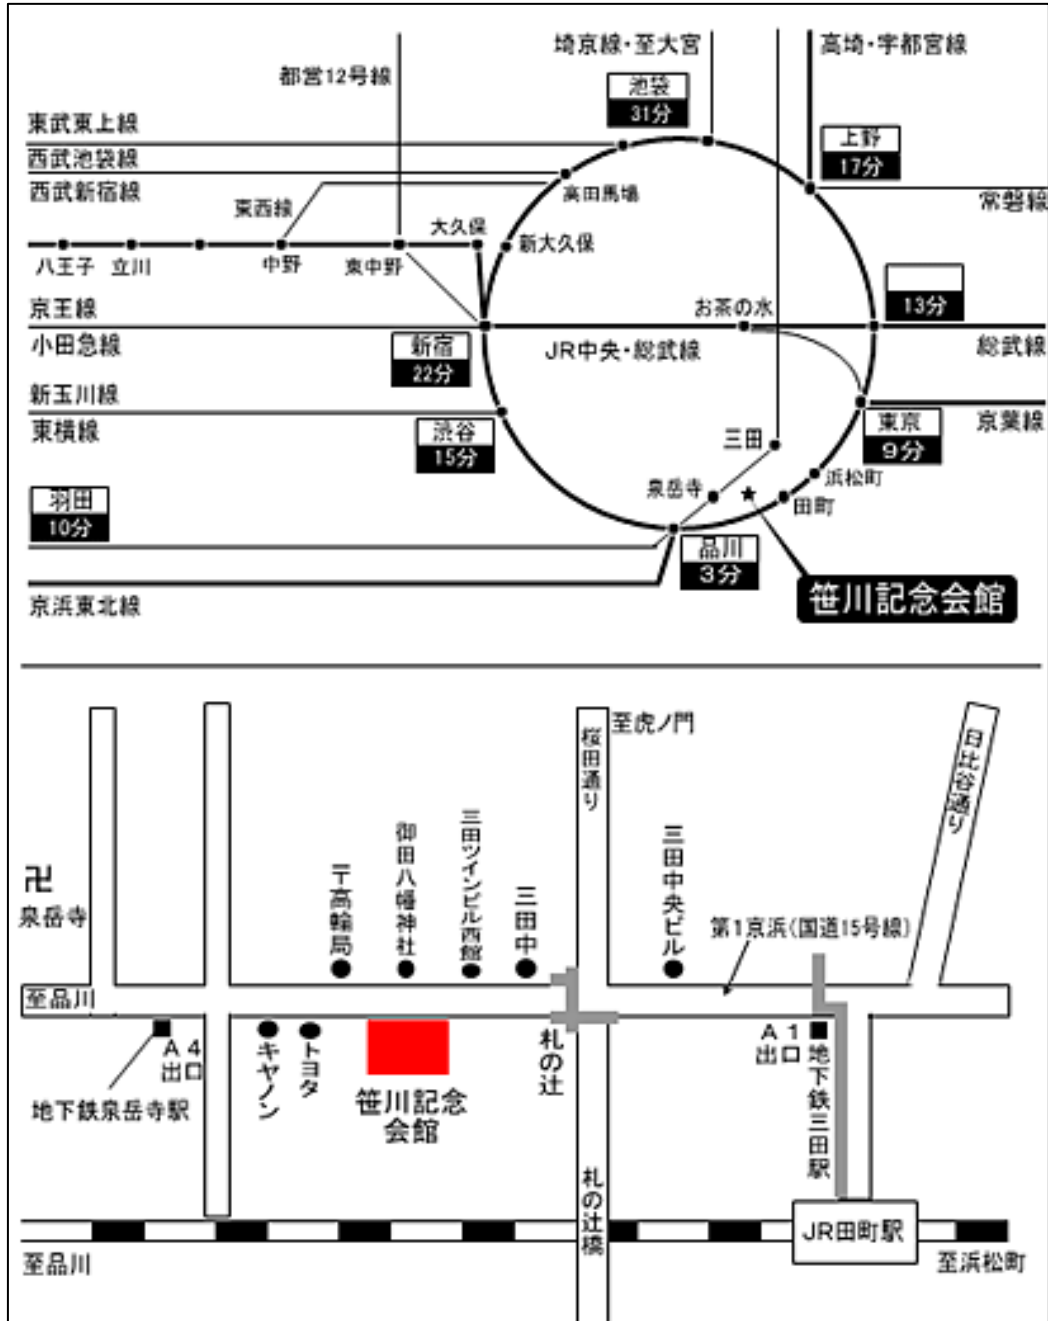 埼京線・至大宮
高埼・宇都宮線
都営12号線
池袋
31分
東武東上線
上野
17分
西武池袋線
西武新宿線
高田馬場
常磐線
東西線
大久保
新大久保
八王子
立川
中野
東中野
13分
京王線
お茶の水
小田急線
新宿
22分
JR中央・総武線
総武線
新玉川線
東横線
渋谷
15分
東京
9分
京葉線
三田
浜松町
泉岳寺
田町
羽田
10分
品川
3分
京浜東北線
笹川記念会館
至虎ノ門
桜田通り
日比谷通り
卍
泉岳寺
〒高輪局
御田八幡神社
三田ツインビル西館
三田中
三田中央ビル
第1京浜(国道15号線)
至品川
A4
出口
地下鉄泉岳寺駅
キヤノン
トヨタ
笹川記念
会館
札の辻
A1
出口
地下鉄三田駅
札の辻橋
JR田町駅
至品川
至浜松町